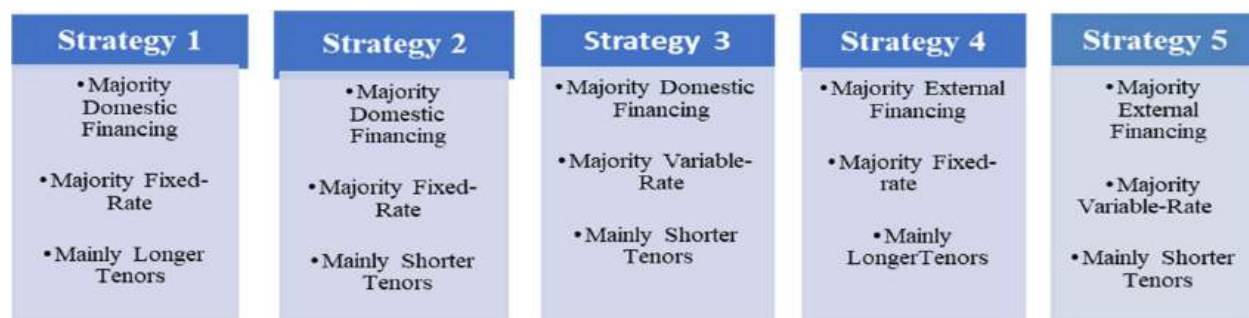 Strategy 1
•Majority
Domestic
Financing
•Majority Fixed-
Rate
•Mainly Longer
Tenors
Strategy 2
•Majority
Domestic
Financing
•Majority Fixed-
Rate
•Mainly Shorter
Tenors
Strategy 3
•Majority Domestic
Financing
•Majority Variable-
Rate
•Mainly Shorter
Tenors
Strategy 4
•Majority External
Financing
•Majority Fixed-
rate
•Mainly
LongerTenors
Strategy 5
•Majority
External
Financing
•Majority
Variable-Rate
•Mainly Shorter
Tenors